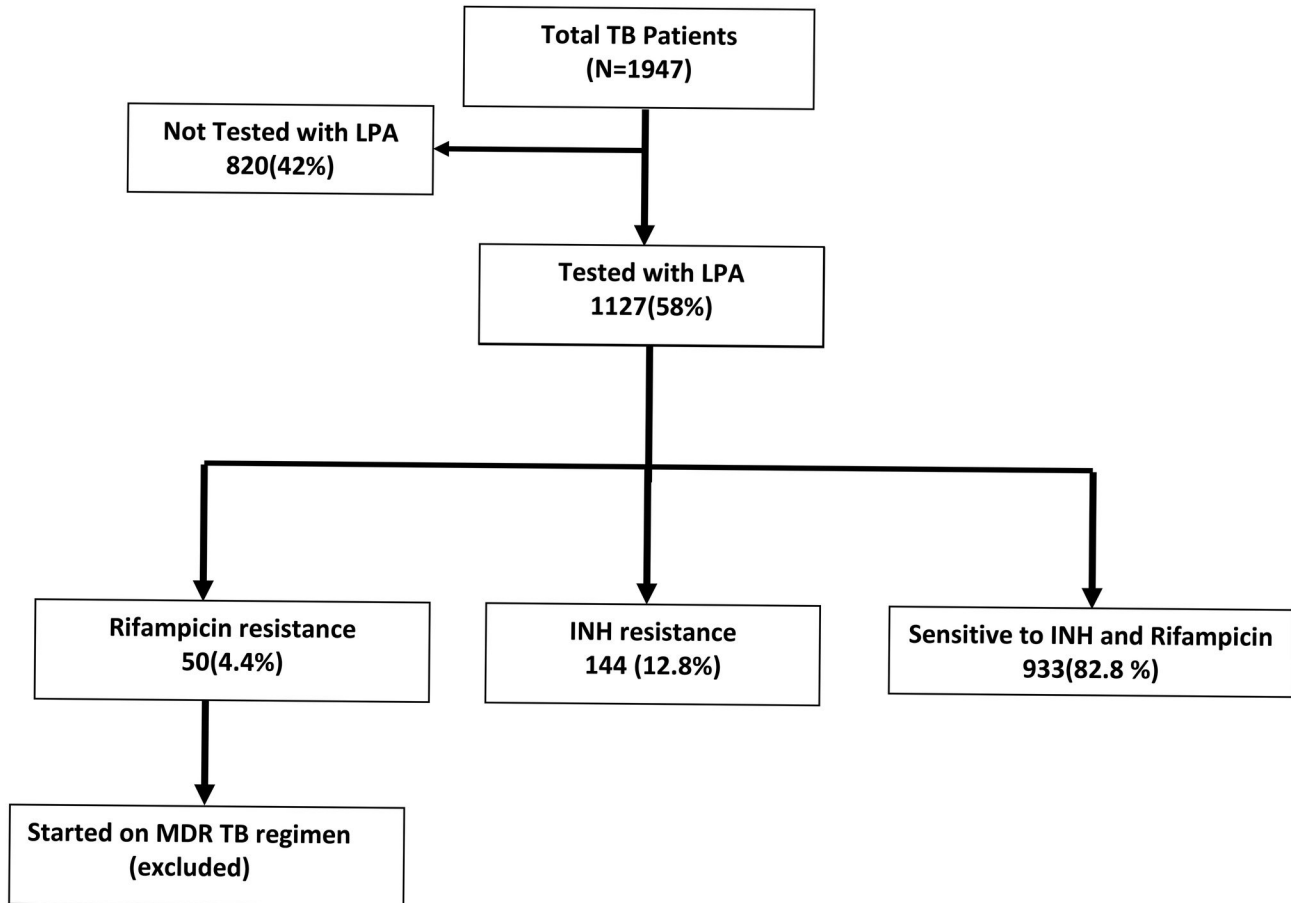 Total TB Patients
(N=1947)
Not Tested with LPA
820(42%)
Tested with LPA
1127(58%)
Rifampicin resistance
50(4.4%)
INH resistance
144 (12.8%)
Sensitive to INH and Rifampicin
933(82.8 %)
Started on MDR TB regimen
(excluded)